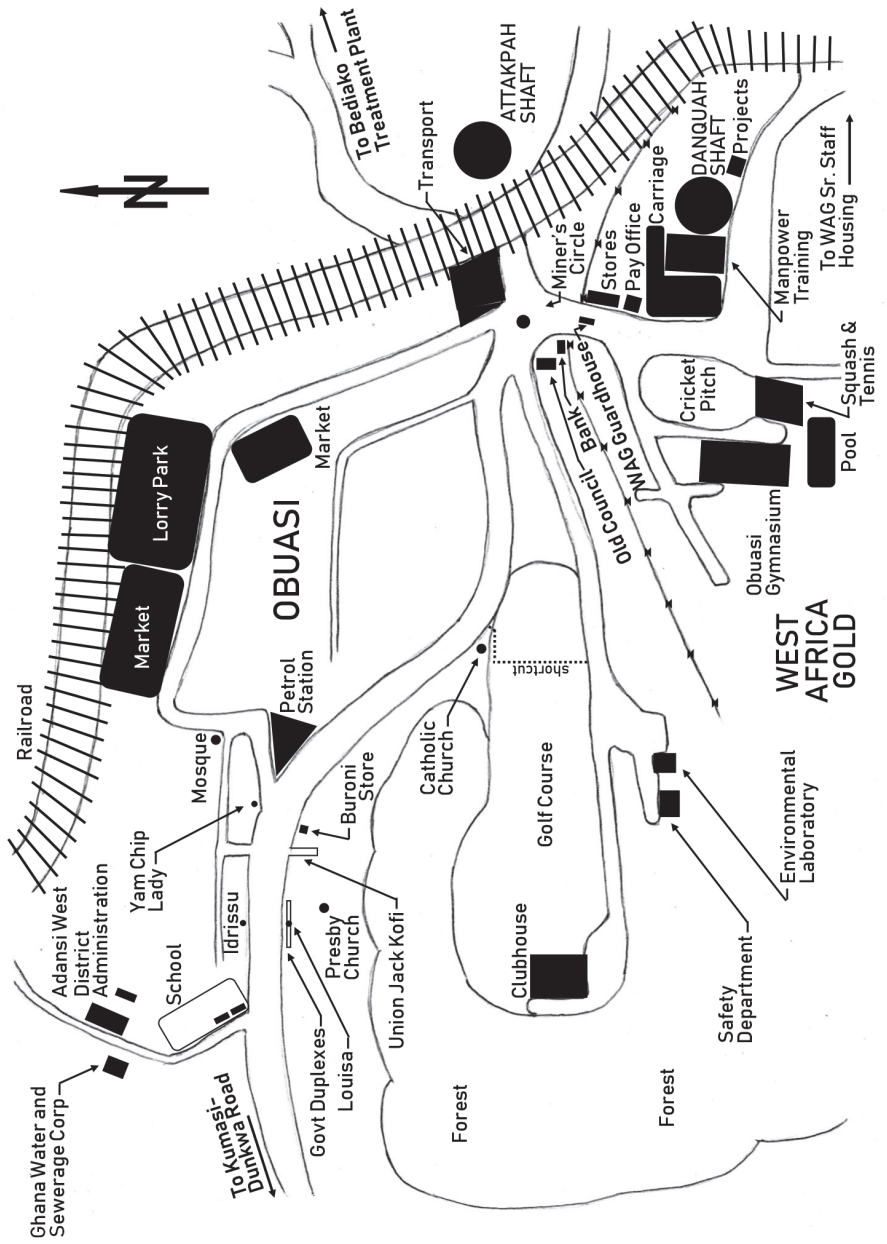 Ghana Water and
Sewerage Corp
Adansi West
District
Administration
Railroad
School
Yam Chip
Lady
Mosque
Market
Lorry Park
N
To Bediako
Treatment Plant
To Kumasi-
Dunkwa Road
Idrissu
Petrol
Station
OBUASI
Market
Transport
ATTAKPAH
SHAFT
Govt Duplexes
Louisa
Presby
Church
Union Jack Kofi
Buroni
Store
Catholic
Church
shortcut
Miner's
Circle
Stores
Pay Office
Carriage
DANQUAH
SHAFT
Projects
Forest
Clubhouse
Golf Course
Old Council
Bank
WAG Guardhouse
Cricket
Pitch
Manpower
Training
To WAG Sr. Staff
Housing
Forest
Safety
Department
Environmental
Laboratory
WEST
AFRICA
GOLD
Obuasi
Gymnasium
Pool
Squash &
Tennis